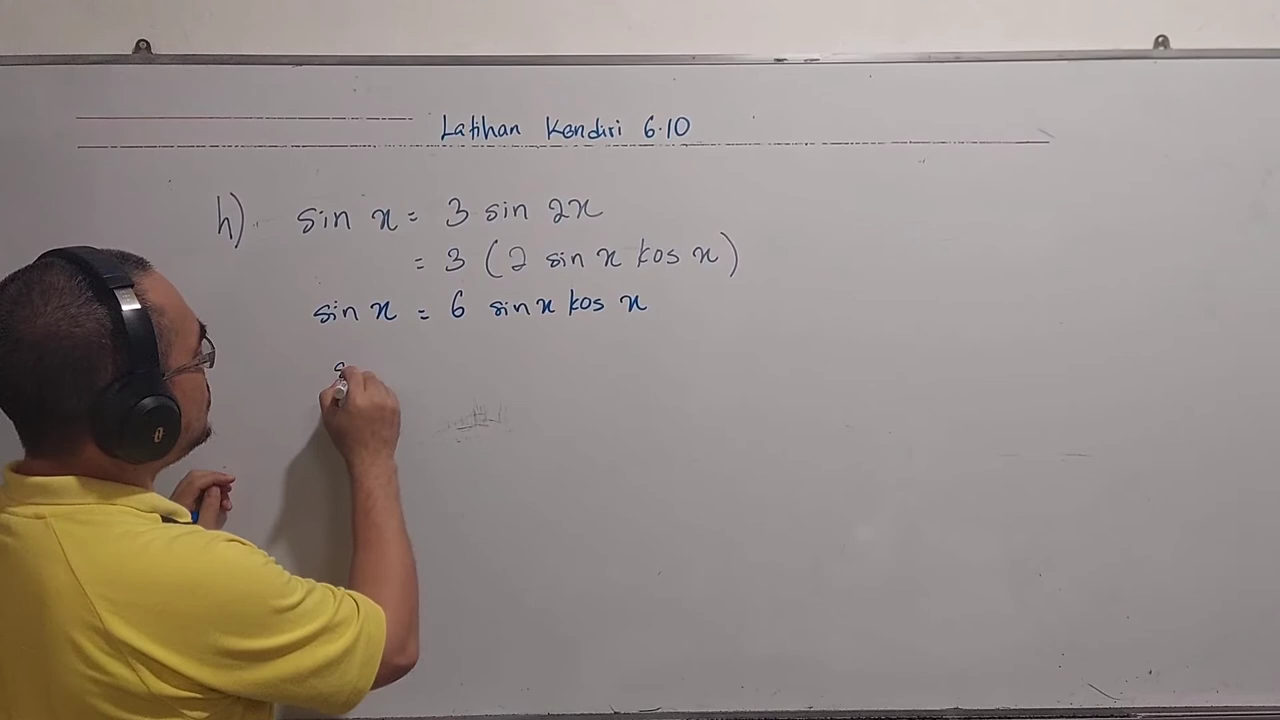 Latihan Kendiri 6.10
h) sin x = 3 sin 2x
= 3 (2 sin x kos x)
sin x = 6 sin x kos x
s